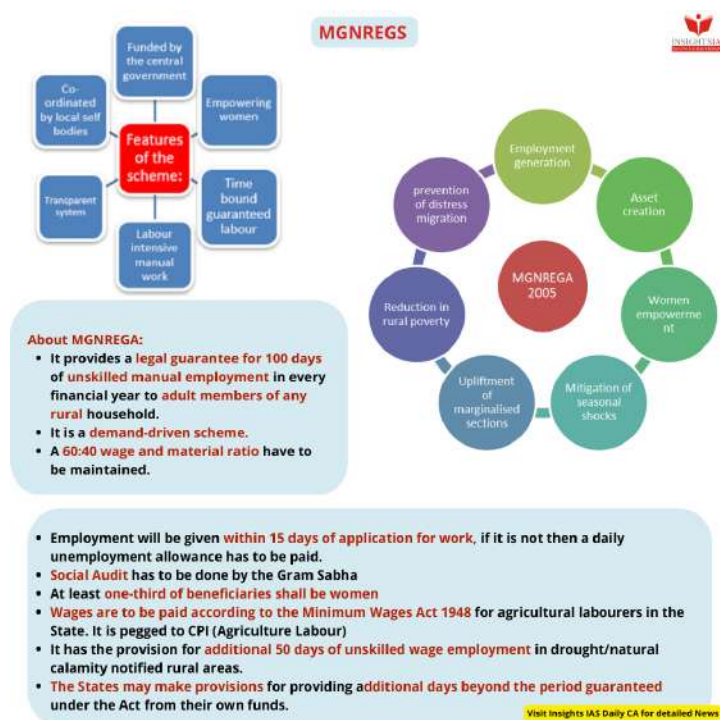 MGNREGS
INSIGHTSIAS
Funded by
the central
government
Co-
ordinated
by local self
bodies
Empowering
women
Features
of the
scheme:
Transparent
system
Time
bound
guaranteed
labour
Labour
intensive
manual
work
Employment
generation
prevention
of distress
migration
Asset
creation
MGNREGA
2005
Reduction in
rural poverty
Women
empowerme
nt
Upliftment
of
marginalised
sections
Mitigation of
seasonal
shocks
About MGNREGA:
• It provides a legal guarantee for 100 days
of unskilled manual employment in every
financial year to adult members of any
rural household.
• It is a demand-driven scheme.
• A 60:40 wage and material ratio have to
be maintained.
• Employment will be given within 15 days of application for work, if it is not then a daily
unemployment allowance has to be paid.
• Social Audit has to be done by the Gram Sabha
• At least one-third of beneficiaries shall be women
• Wages are to be paid according to the Minimum Wages Act 1948 for agricultural labourers in the
State. It is pegged to CPI (Agriculture Labour)
• It has the provision for additional 50 days of unskilled wage employment in drought/natural
calamity notified rural areas.
• The States may make provisions for providing additional days beyond the period guaranteed
under the Act from their own funds.
Visit Insights IAS Daily CA for detailed News